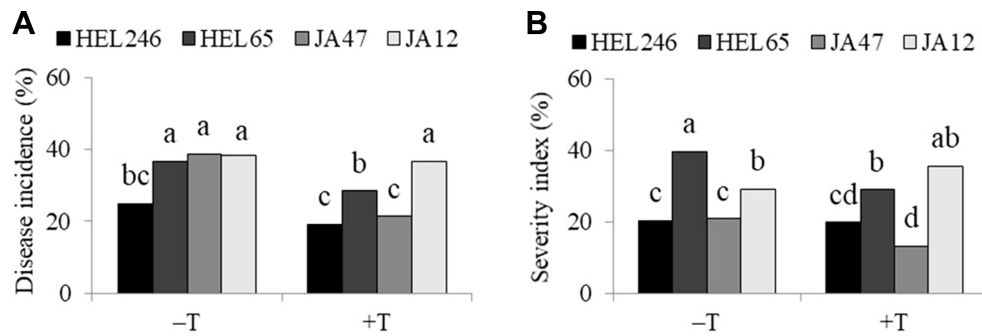 A
HEL246 HEL65 JA47 JA12
Disease incidence (%)
60
40
20
0
bc a a a
c b c a
–T +T
B
HEL246 HEL65 JA47 JA12
Severity index (%)
60
40
20
0
c a c b
cd b d ab
–T +T